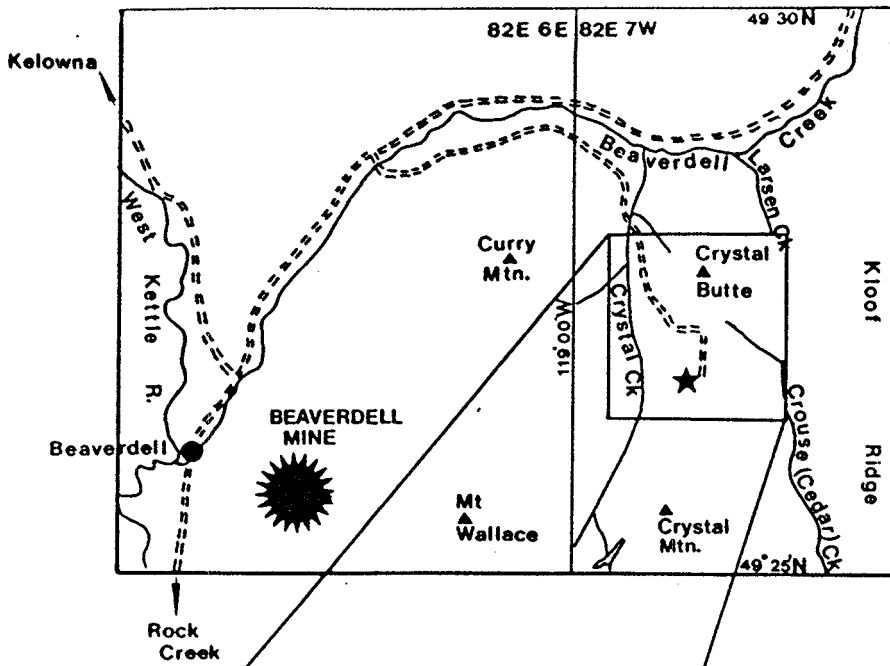 82E 6E 82E 7W
49 30N
Kelowna
Creek
Beaverdell
Larsen Ck
West
Kettle
R.
Curry
Mtn.
Crystal
Butte
Kloof
119°00'W
Crystal Ck
BEAVERDELL
MINE
Beaverdell
Crouse (Cedar) Ck
Ridge
Mt
Wallace
Crystal
Mtn.
49°25'N
Rock
Creek